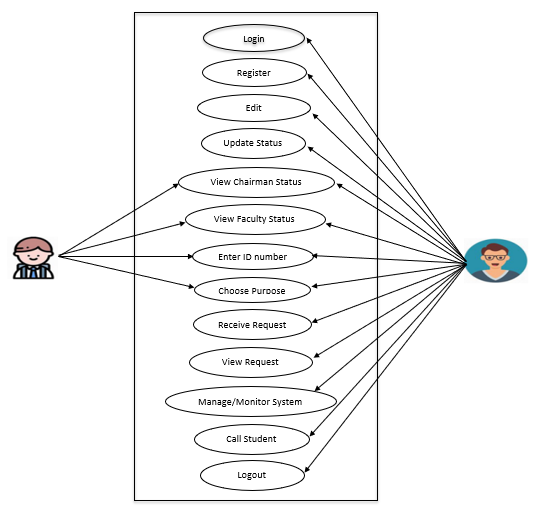 Login
Register
Edit
Update Status
View Chairman Status
View Faculty Status
Enter ID number
Choose Purpose
Receive Request
View Request
Manage/Monitor System
Call Student
Logout